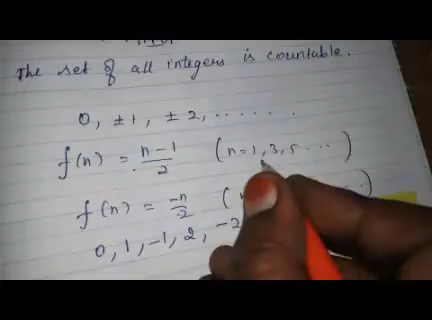 The set of all integers is countable.
0, ±1, ±2, ......
f(n) = n-1/2 (n=1,3,5 ...)
f(n) = -n/2 (
0, 1, -1, 2, -2